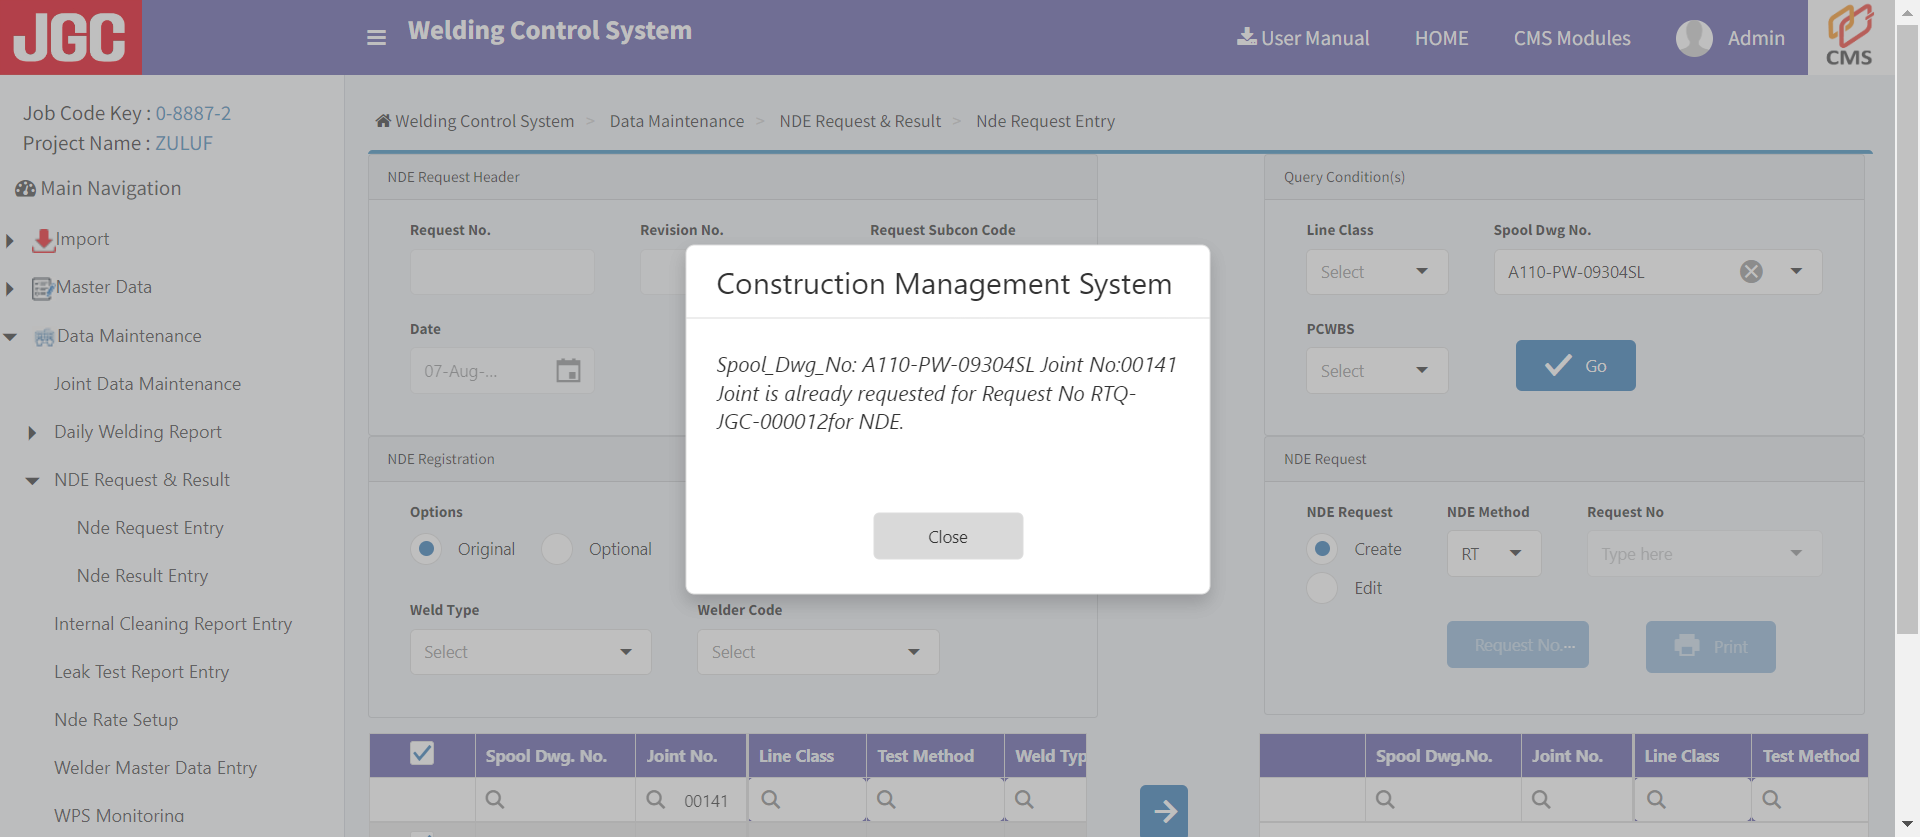 JGC
Welding Control System
User Manual
HOME
CMS Modules
Admin
CMS
Job Code Key : 0-8887-2
Project Name : ZULUF
Main Navigation
Import
Master Data
Data Maintenance
Joint Data Maintenance
Daily Welding Report
NDE Request & Result
Nde Request Entry
Nde Result Entry
Internal Cleaning Report Entry
Leak Test Report Entry
Nde Rate Setup
Welder Master Data Entry
WPS Monitoring
Welding Control System > Data Maintenance > NDE Request & Result > Nde Request Entry
NDE Request Header
Request No.
Revision No.
Request Subcon Code
Date
07-Aug-...
Query Condition(s)
Line Class
Spool Dwg No.
Select
A110-PW-09304SL
PCWBS
Select
Go
Construction Management System
Spool_Dwg_No: A110-PW-09304SL Joint No:00141
Joint is already requested for Request No RTQ-
JGC-000012for NDE.
Close
NDE Registration
Options
Original
Optional
Weld Type
Welder Code
Select
Select
NDE Request
NDE Request
NDE Method
Request No
Create
RT
Type here
Edit
Request No....
Print
Spool Dwg. No.
Joint No.
Line Class
Test Method
Weld Typ
00141
Spool Dwg.No.
Joint No.
Line Class
Test Method